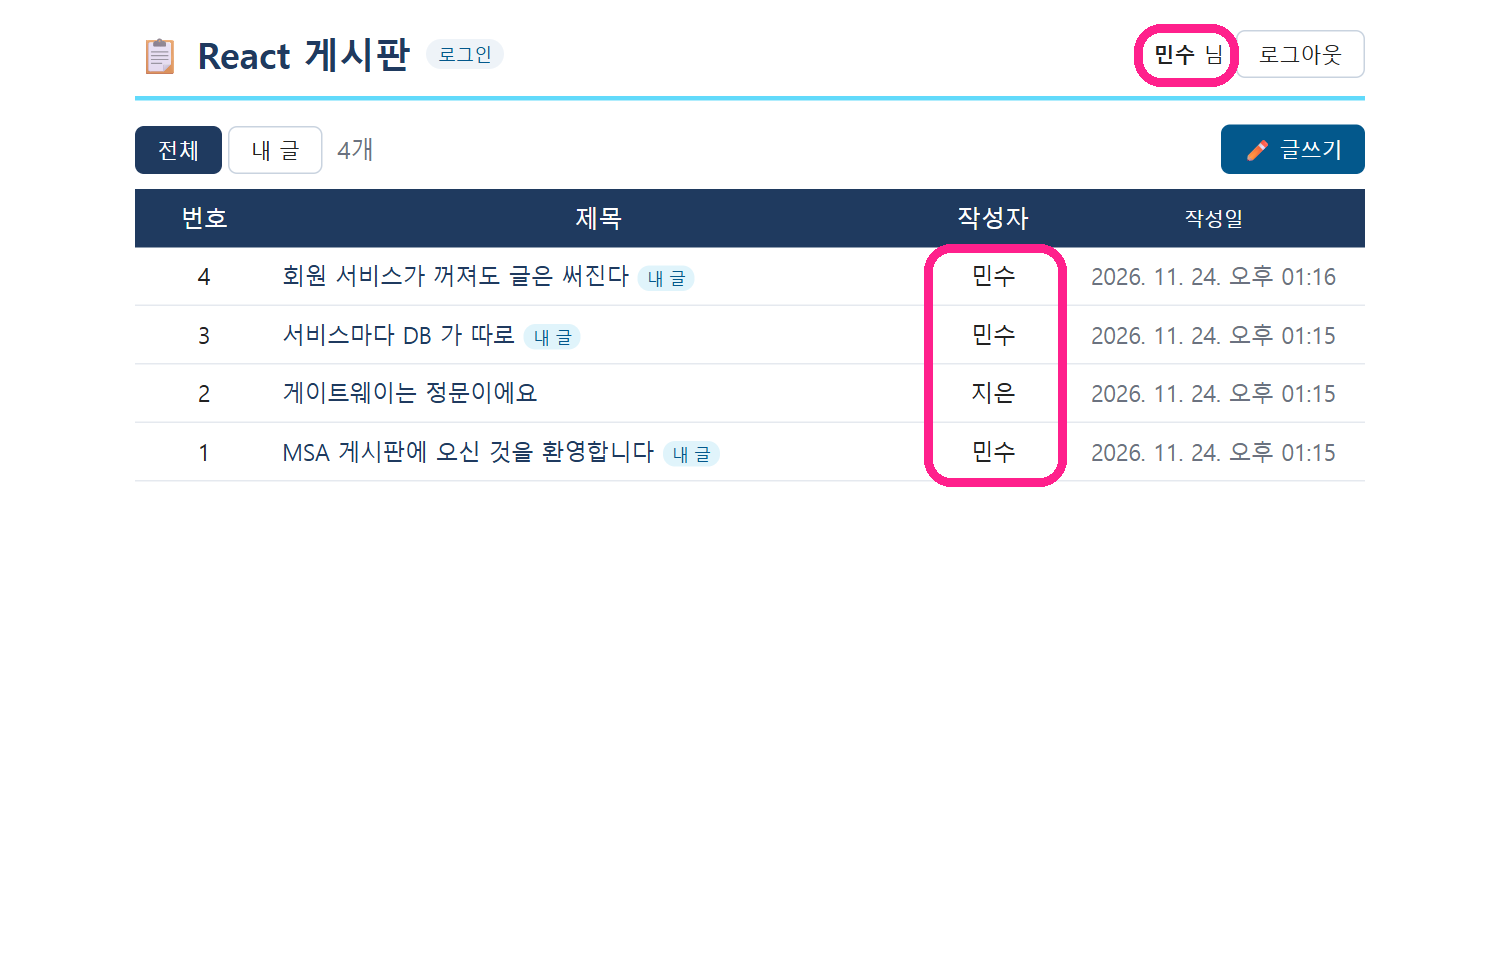 React 게시판 로그인 민수 님 로그아웃
전체 내 글 4개 글쓰기
번호 제목 작성자 작성일
4 회원 서비스가 꺼져도 글은 써진다 내 글 민수 2026. 11. 24. 오후 01:16
3 서비스마다 DB 가 따로 내 글 민수 2026. 11. 24. 오후 01:15
2 게이트웨이는 정문이에요 지은 2026. 11. 24. 오후 01:15
1 MSA 게시판에 오신 것을 환영합니다 내 글 민수 2026. 11. 24. 오후 01:15